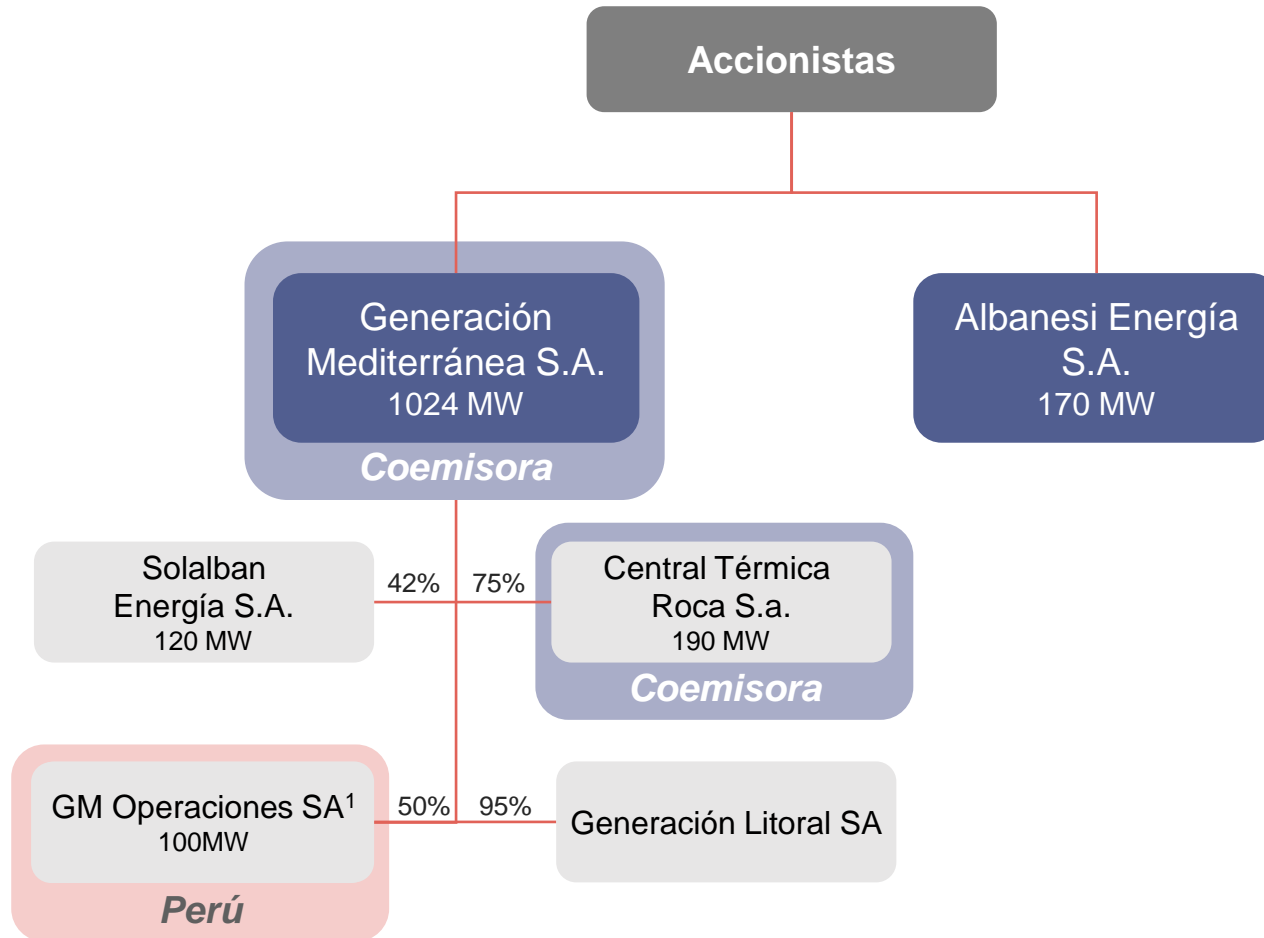 Accionistas
Generación
Mediterránea S.A.
1024 MW
Coemisora
Albanesi Energía
S.A.
170 MW
Solalban
Energía S.A.
120 MW
42%
75%
Central Térmica
Roca S.a.
190 MW
Coemisora
GM Operaciones SA¹
100MW
Perú
50%
95%
Generación Litoral SA